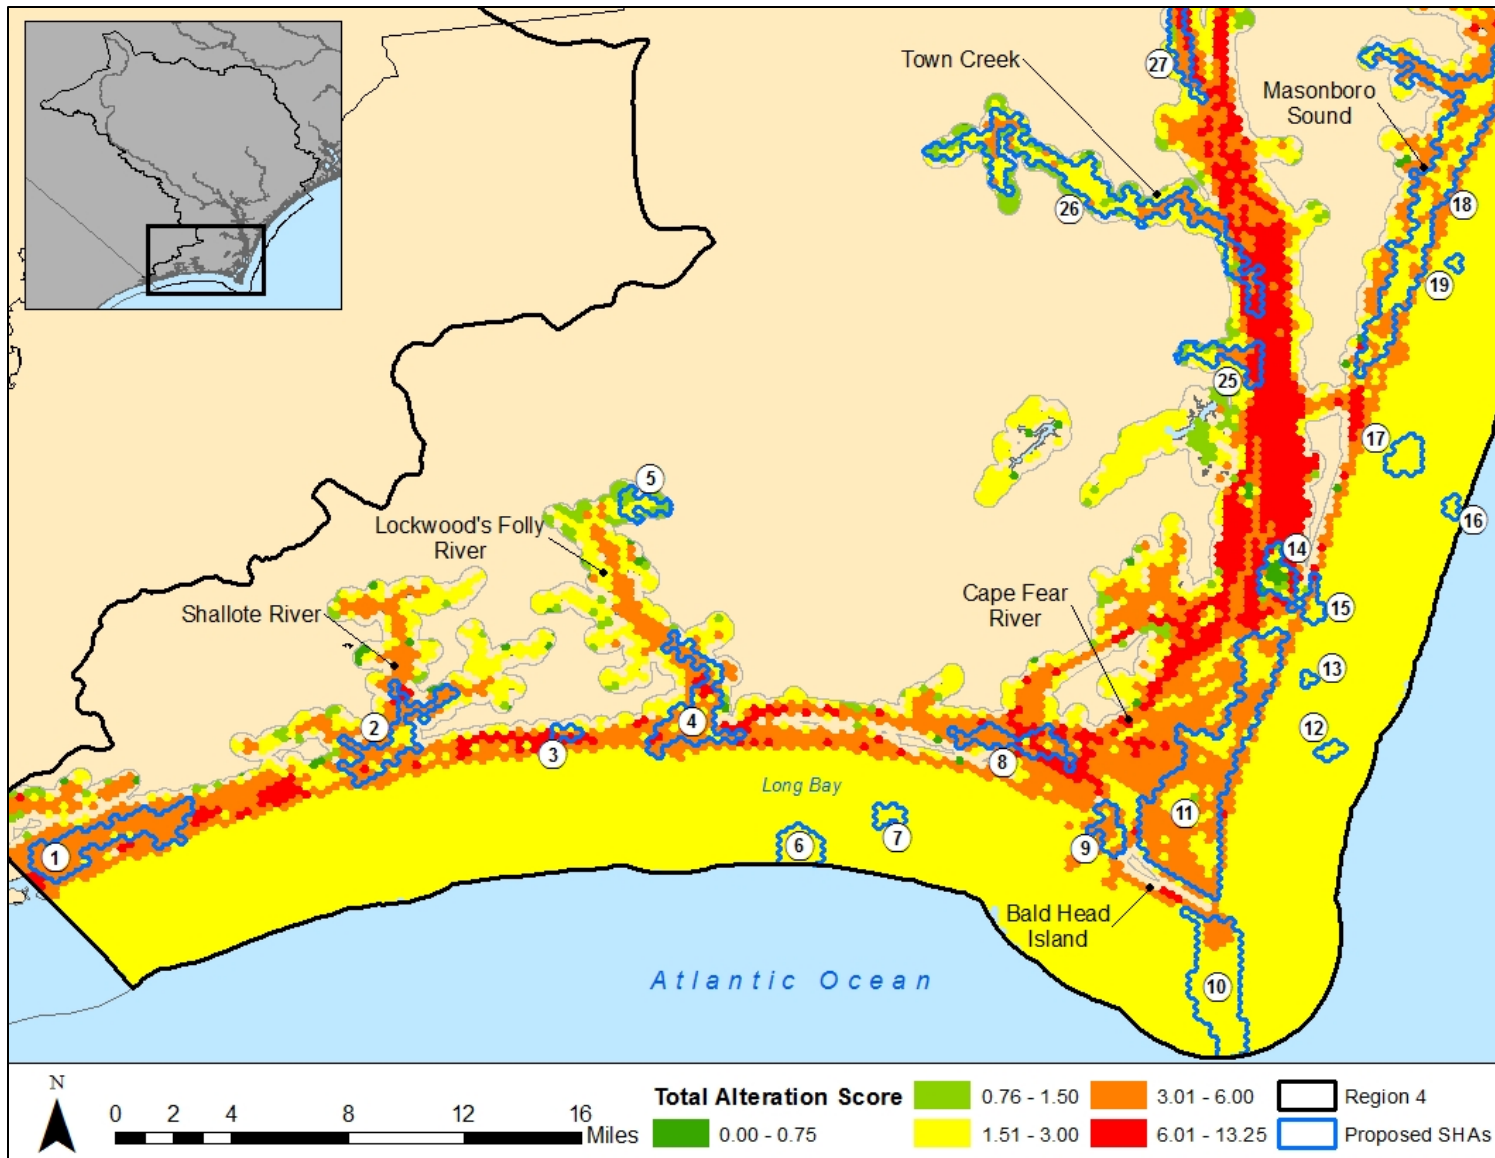 Town Creek
27
Masonboro
Sound
26
18
19
25
17
5
16
Lockwood's Folly
River
14
Cape Fear
River
15
Shallote River
13
2
4
12
3
8
Long Bay
11
7
6
9
1
Bald Head
Island
Atlantic Ocean
10
N
0 2 4 8 12 16
Miles
Total Alteration Score
0.00 - 0.75
0.76 - 1.50
1.51 - 3.00
3.01 - 6.00
6.01 - 13.25
Region 4
Proposed SHAs